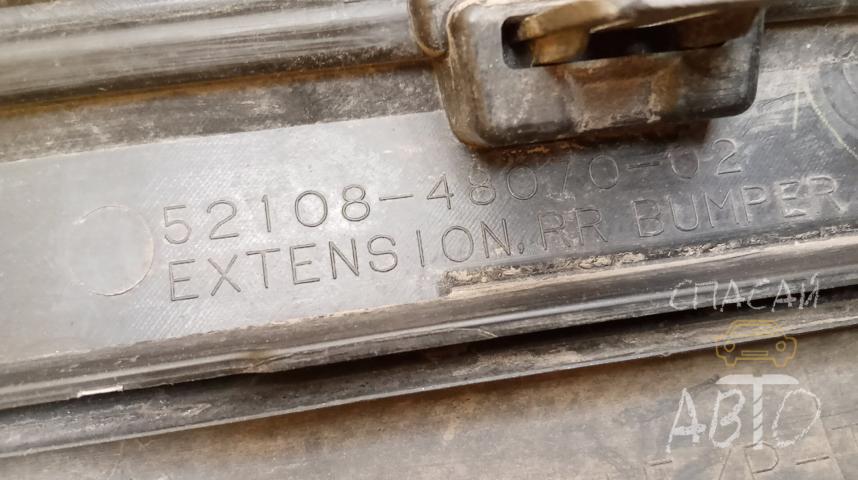 52108-48070-02
EXTENSION, RR BUMPER
СПАСАЙ
АВТО